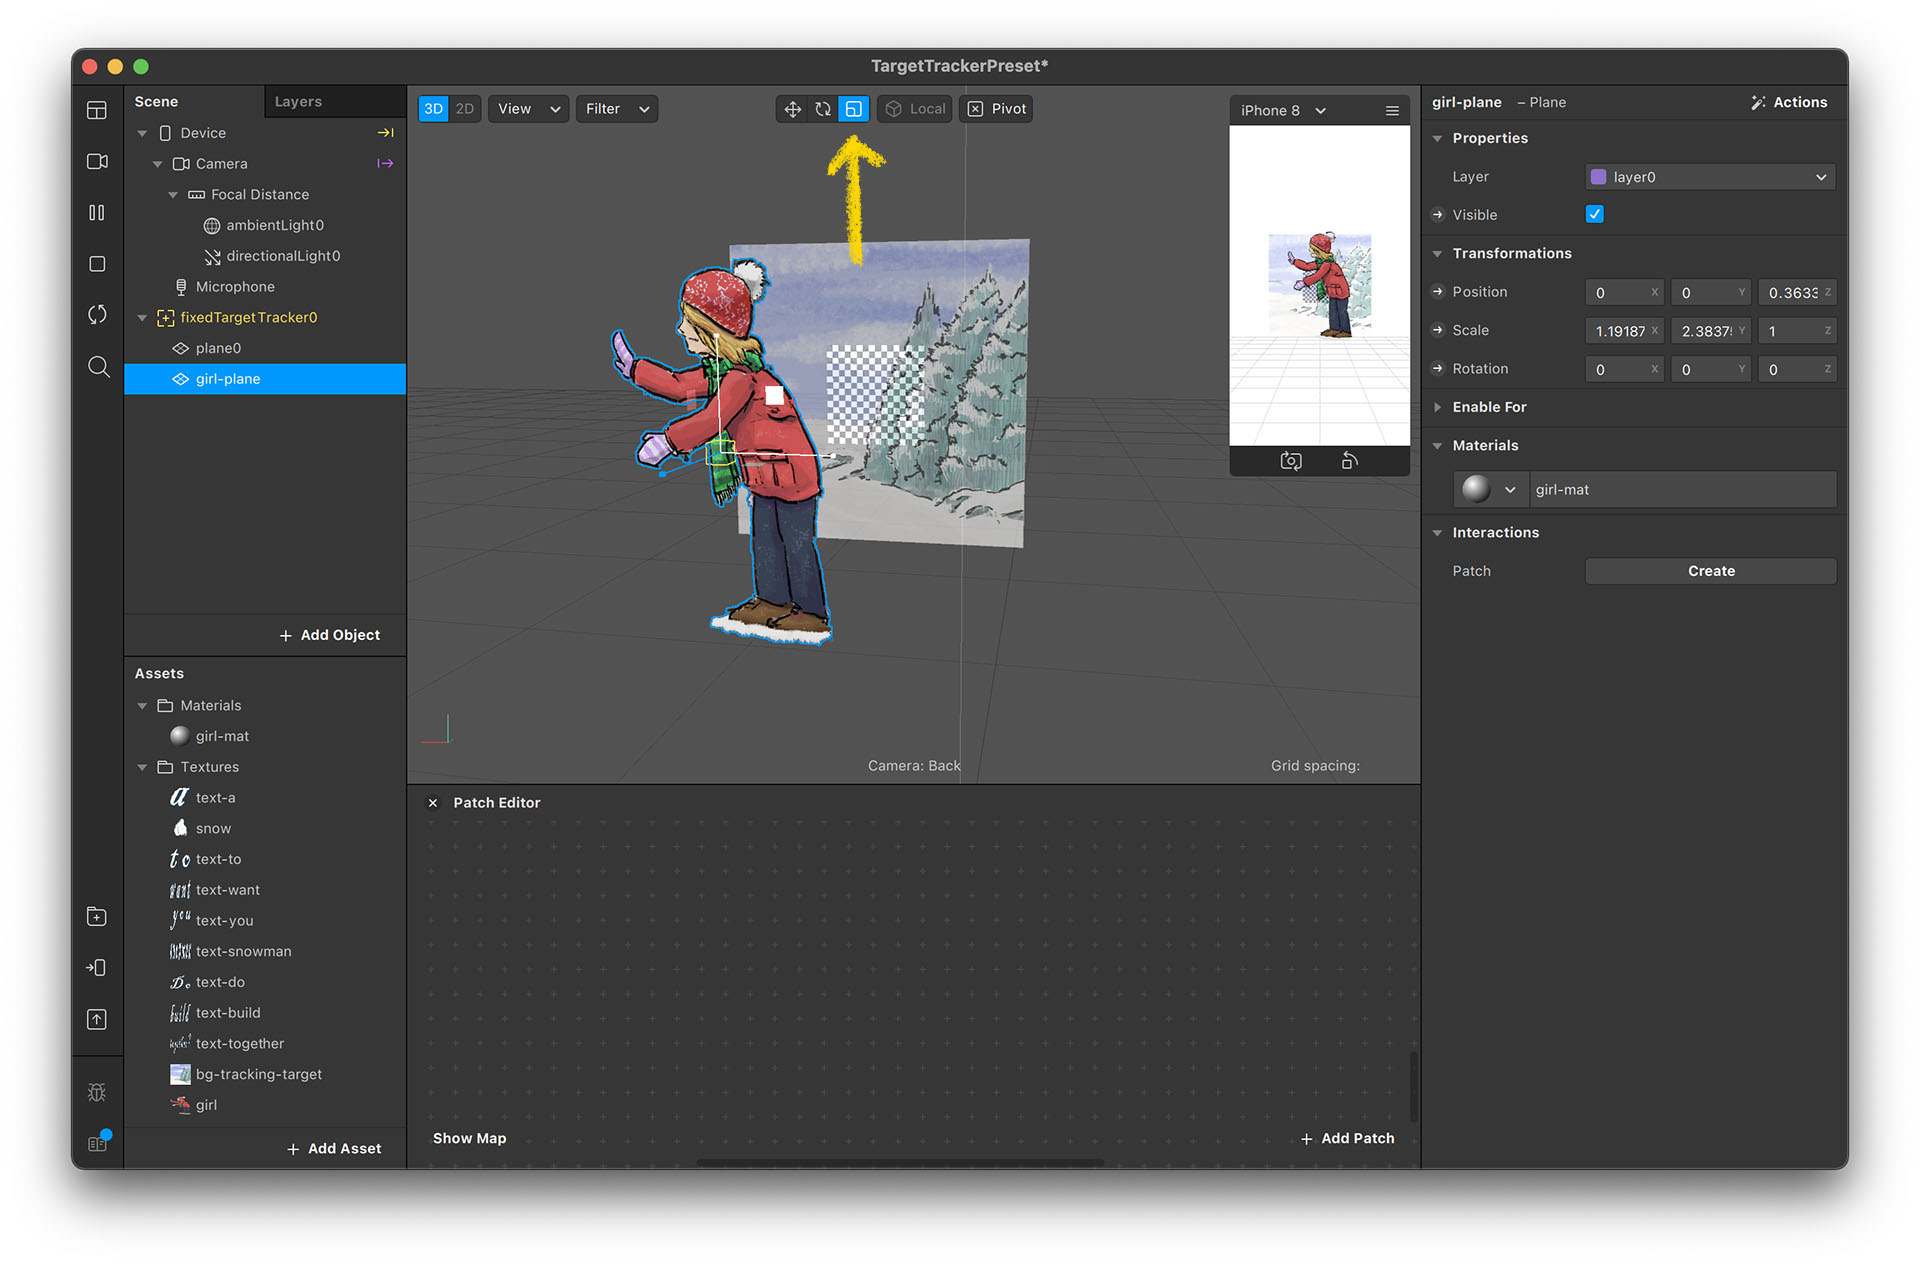 TargetTrackerPreset*
Scene
Layers
Device
Camera
Focal Distance
ambientLight0
directionalLight0
Microphone
fixedTargetTracker0
plane0
girl-plane
+ Add Object
Assets
Materials
girl-mat
Textures
text-a
snow
text-to
text-want
text-you
text-snowman
text-do
text-build
text-together
bg-tracking-target
girl
+ Add Asset
3D 2D View Filter Local Pivot
iPhone 8
Camera: Back
Grid spacing:
Patch Editor
Show Map
+ Add Patch
girl-plane – Plane Actions
Properties
Layer layer0
Visible
Transformations
Position 0 X 0 Y 0.3633 Z
Scale 1.19187 X 2.3837 Y 1 Z
Rotation 0 X 0 Y 0 Z
Enable For
Materials
girl-mat
Interactions
Patch Create